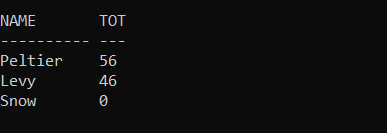 NAME       TOT
---------- ---
Peltier    56
Levy       46
Snow       0